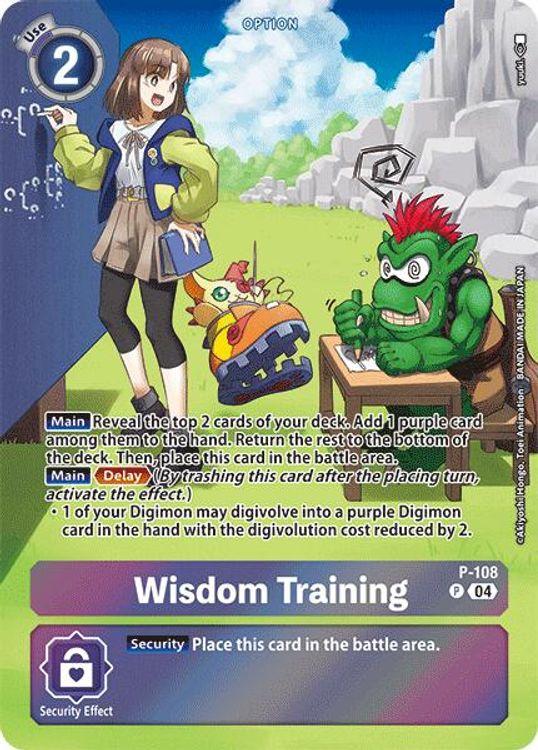 OPTION
Use
2
yuuki.
Main Reveal the top 2 cards of your deck. Add 1 purple card
among them to the hand. Return the rest to the bottom of
the deck. Then, place this card in the battle area.
Main Delay (By trashing this card after the placing turn,
activate the effect.)
・1 of your Digimon may digivolve into a purple Digimon
card in the hand with the digivolution cost reduced by 2.
©Akiyoshi Hongo, Toei Animation BANDAI MADE IN JAPAN
P-108
Wisdom Training
P 04
Security Place this card in the battle area.
Security Effect